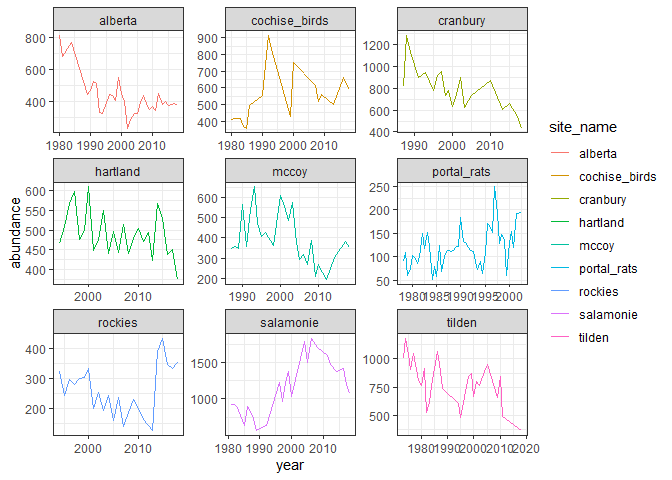 alberta
cochise_birds
cranbury
800
600
400
1980 1990 2000 2010
900
800
700
600
500
400
1980 1985 1990 1995 2000 2005 2010
1200
1000
800
600
400
1990 2000 2010
hartland
mccoy
portal_rats
600
550
500
450
400
2000 2010
600
500
400
300
200
1990 2000 2010
250
200
150
100
50
1980 1985 1990 1995 2000
rockies
salamonie
tilden
400
300
200
2000 2010
1500
1000
1980 1990 2000 2010
1000
750
500
1980 1990 2000 2010 2020
abundance
year
site_name
alberta
cochise_birds
cranbury
hartland
mccoy
portal_rats
rockies
salamonie
tilden